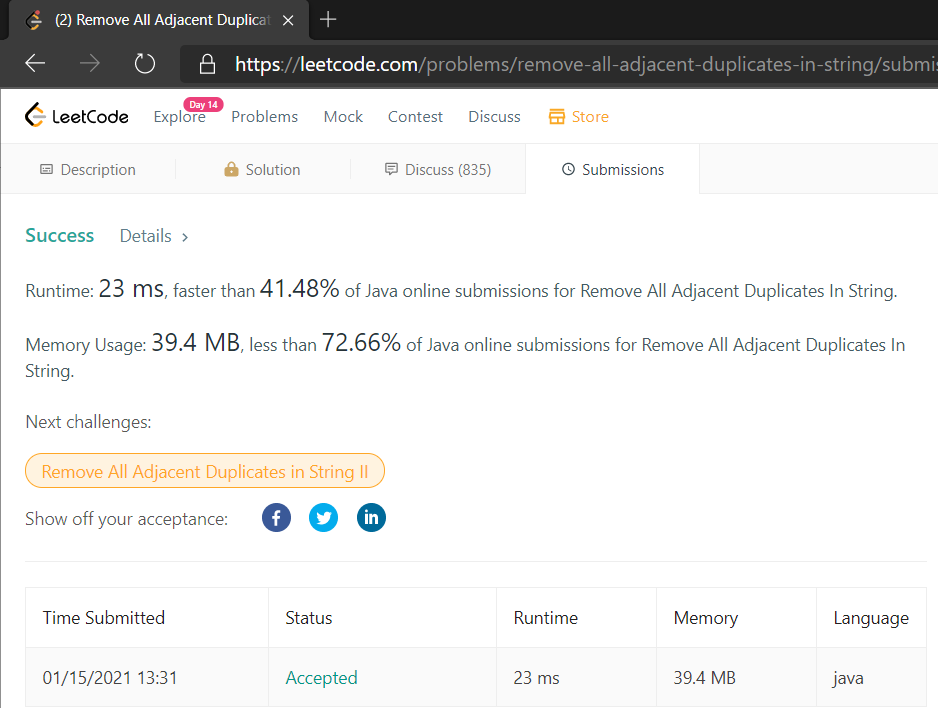 (2) Remove All Adjacent Duplicat
https://leetcode.com/problems/remove-all-adjacent-duplicates-in-string/submis
LeetCode Explore Day 14 Problems Mock Contest Discuss Store
Description Solution Discuss (835) Submissions
Success Details >
Runtime: 23 ms, faster than 41.48% of Java online submissions for Remove All Adjacent Duplicates In String.
Memory Usage: 39.4 MB, less than 72.66% of Java online submissions for Remove All Adjacent Duplicates In
String.
Next challenges:
Remove All Adjacent Duplicates in String II
Show off your acceptance:
Time Submitted Status Runtime Memory Language
01/15/2021 13:31 Accepted 23 ms 39.4 MB java